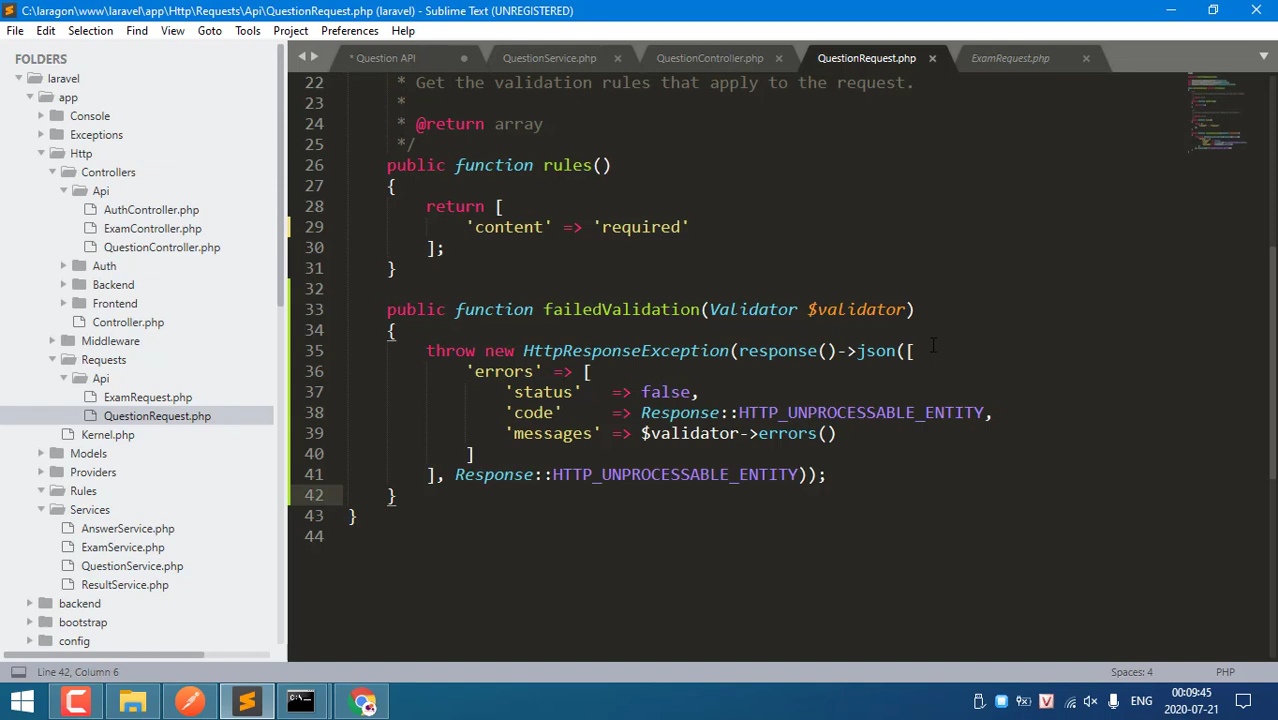 C:\laragon\www\laravel\app\Http\Requests\Api\QuestionRequest.php (laravel) - Sublime Text (UNREGISTERED)
File Edit Selection Find View Goto Tools Project Preferences Help
FOLDERS
laravel
app
Console
Exceptions
Http
Controllers
Api
AuthController.php
ExamController.php
QuestionController.php
Auth
Backend
Frontend
Controller.php
Middleware
Requests
Api
ExamRequest.php
QuestionRequest.php
Kernel.php
Models
Providers
Rules
Services
AnswerService.php
ExamService.php
QuestionService.php
ResultService.php
backend
bootstrap
config
* Question API QuestionService.php QuestionController.php QuestionRequest.php ExamRequest.php
22 * Get the validation rules that apply to the request.
23 *
24 * @return array
25 */
26 public function rules()
27 {
28 return [
29 'content' => 'required'
30 ];
31 }
32
33 public function failedValidation(Validator $validator)
34 {
35 throw new HttpResponseException(response()->json([
36 'errors' => [
37 'status' => false,
38 'code' => Response::HTTP_UNPROCESSABLE_ENTITY,
39 'messages' => $validator->errors()
40 ]
41 ], Response::HTTP_UNPROCESSABLE_ENTITY));
42 }
43 }
44
Line 42, Column 6 Spaces: 4 PHP
ENG 00:09:45
2020-07-21